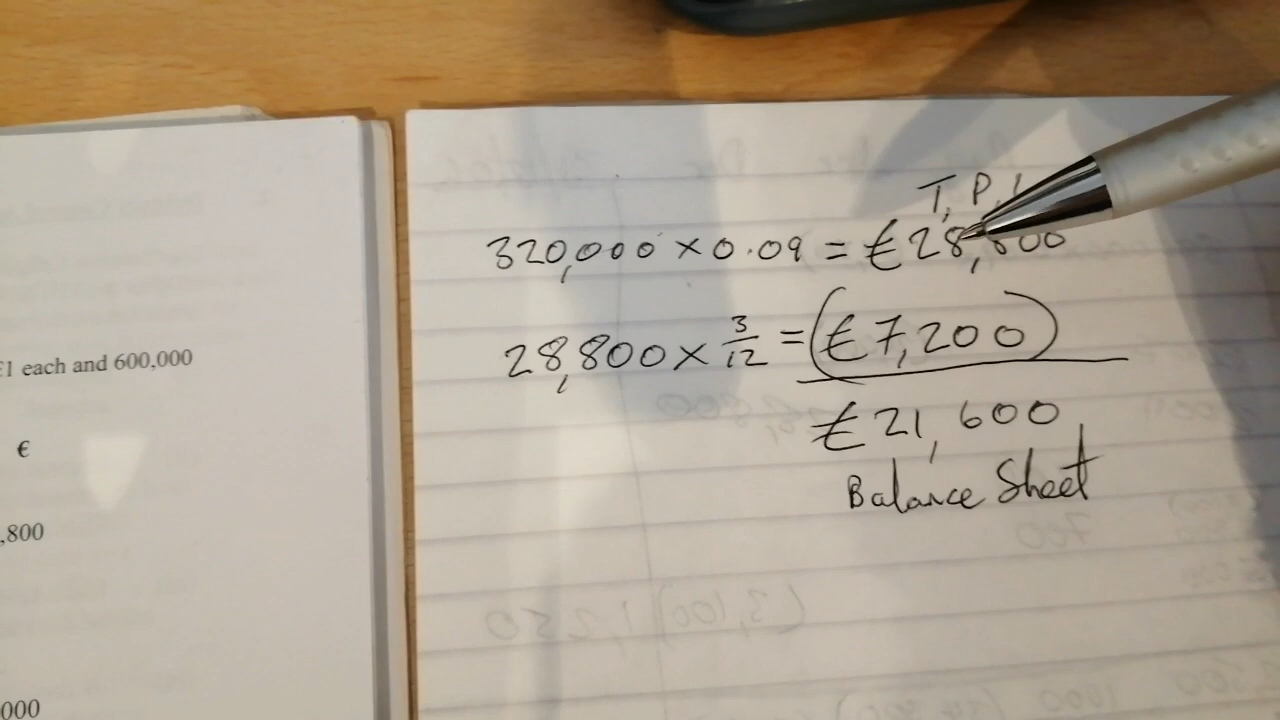 €1 each and 600,000
€
,800
000
T, P,
320,000 × 0.09 = €28,800
28,800 × 3/12 = (€7,200)
€21,600
Balance Sheet